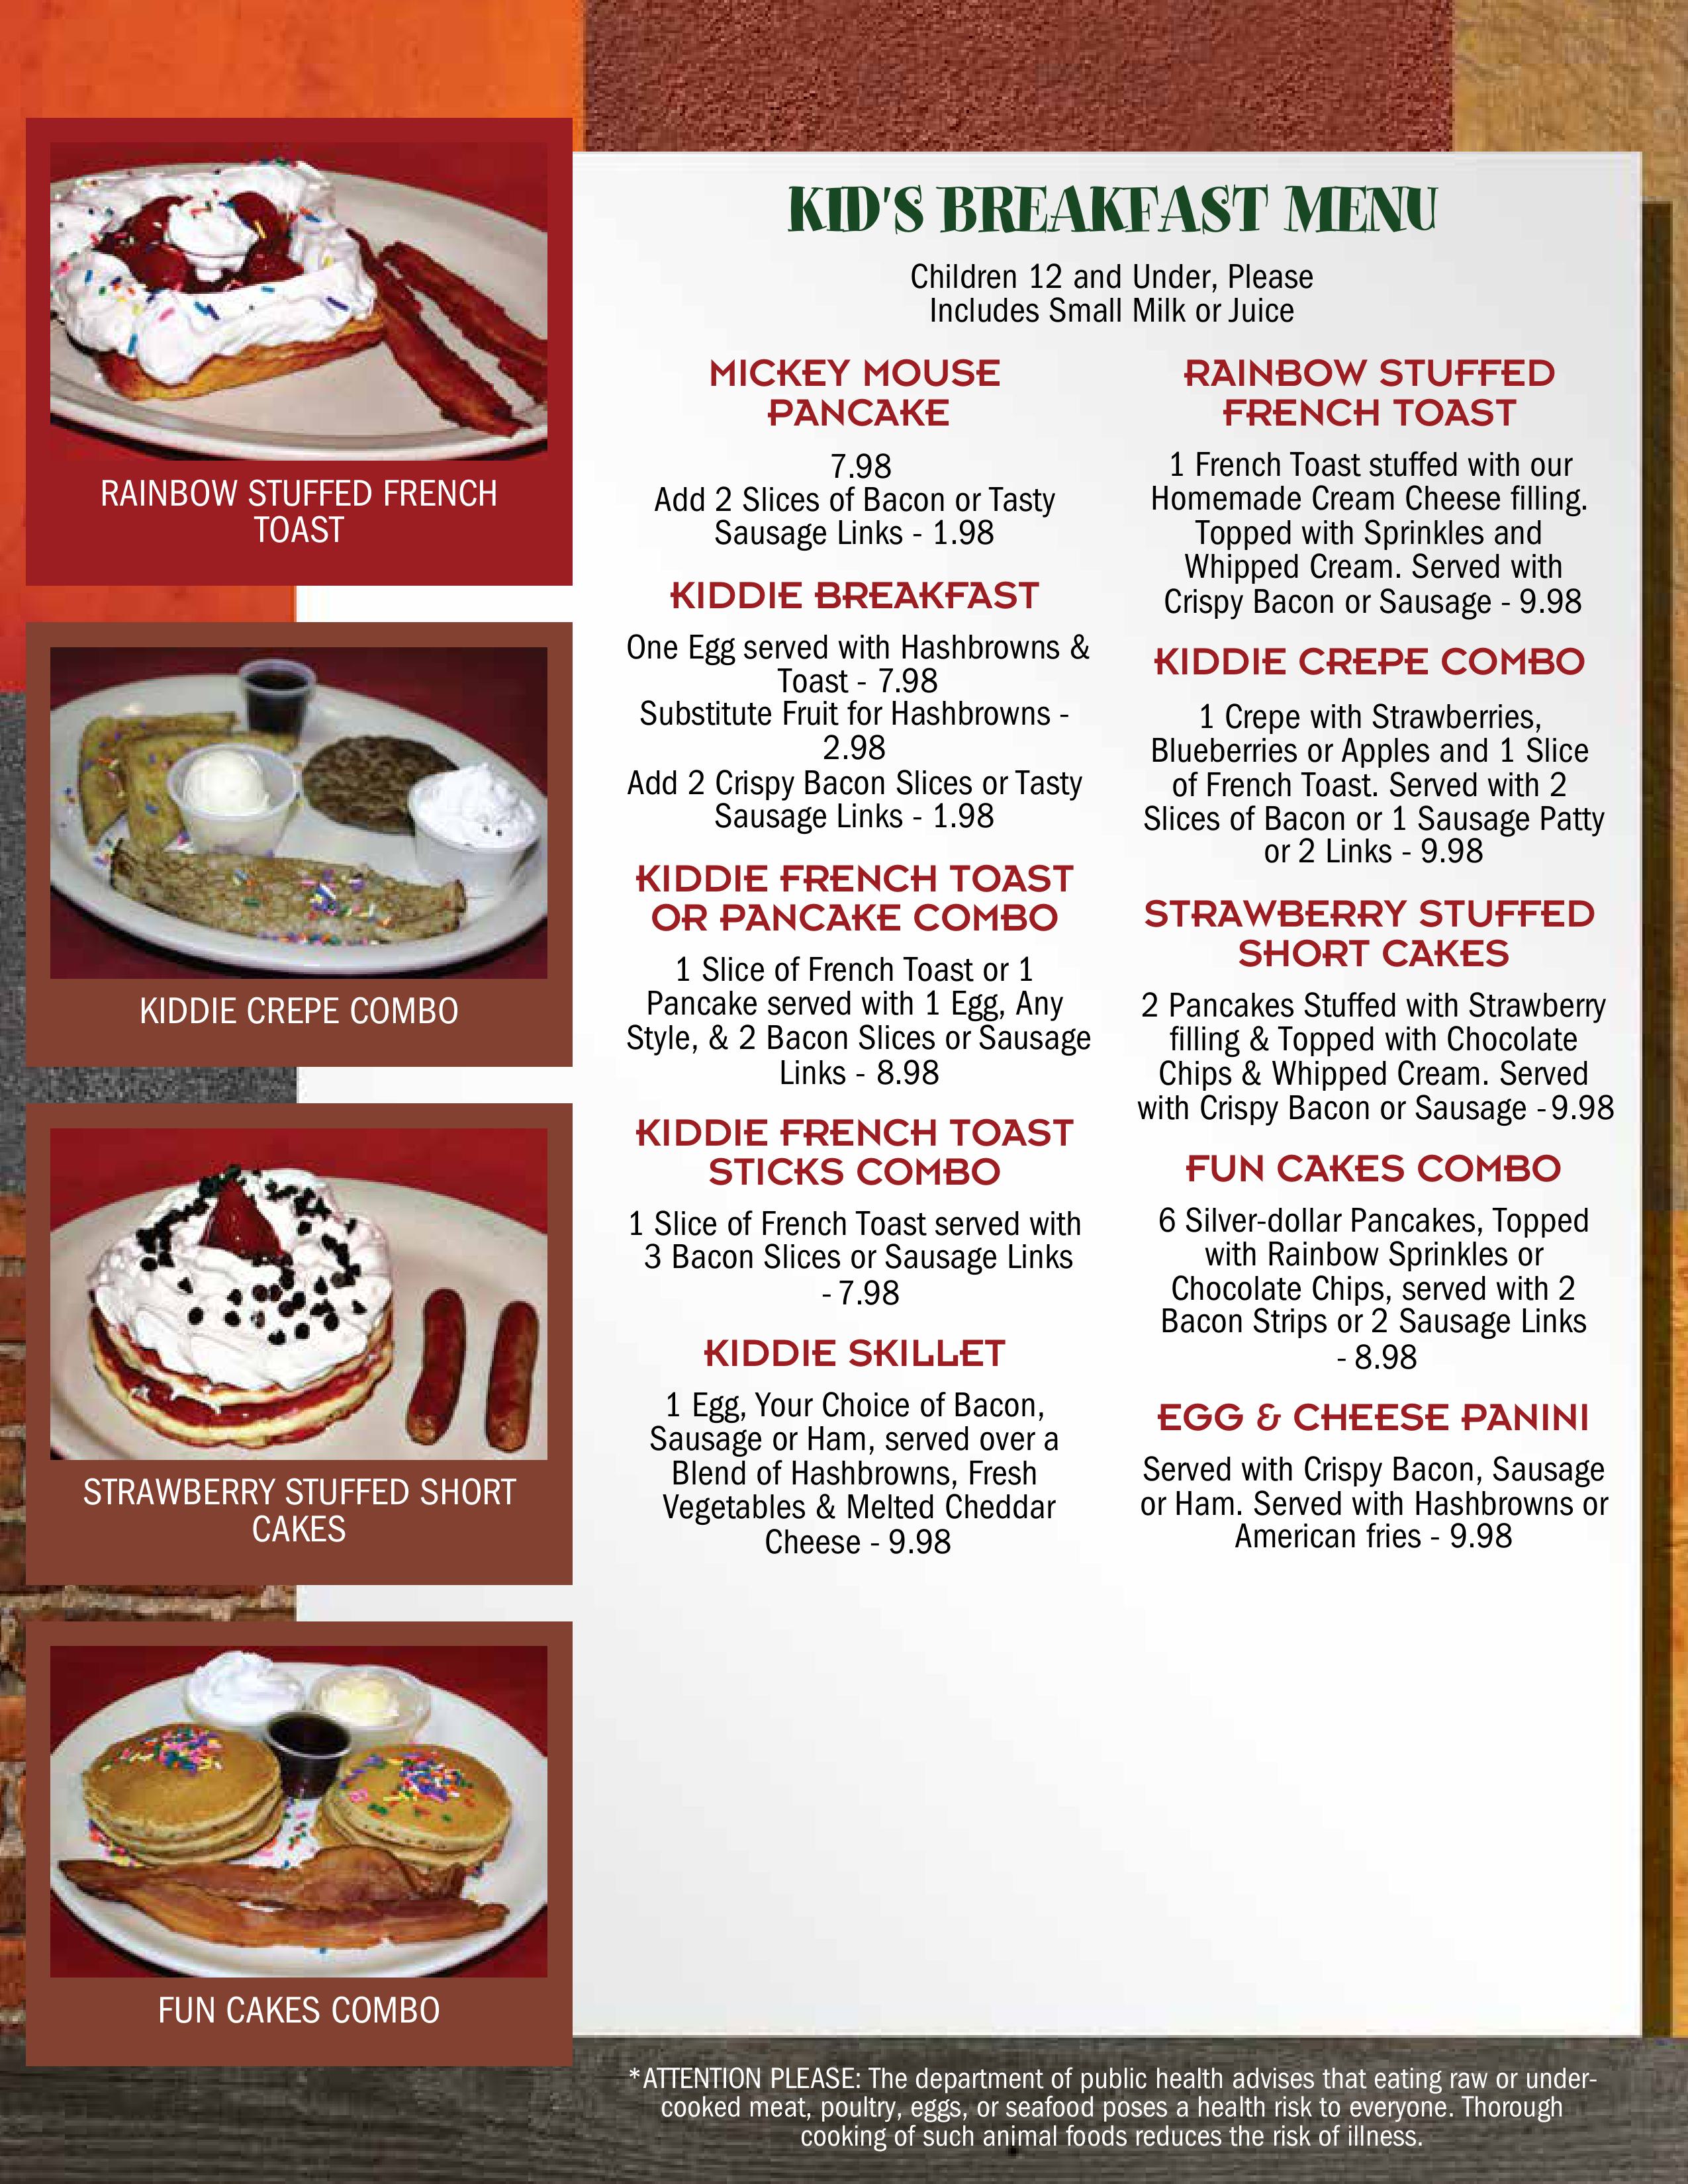 RAINBOW STUFFED FRENCH
TOAST
KIDDIE CREPE COMBO
STRAWBERRY STUFFED SHORT
CAKES
FUN CAKES COMBO
KID'S BREAKFAST MENU
Children 12 and Under, Please
Includes Small Milk or Juice
MICKEY MOUSE
PANCAKE
7.98
Add 2 Slices of Bacon or Tasty
Sausage Links - 1.98
KIDDIE BREAKFAST
One Egg served with Hashbrowns &
Toast - 7.98
Substitute Fruit for Hashbrowns -
2.98
Add 2 Crispy Bacon Slices or Tasty
Sausage Links - 1.98
KIDDIE FRENCH TOAST
OR PANCAKE COMBO
1 Slice of French Toast or 1
Pancake served with 1 Egg, Any
Style, & 2 Bacon Slices or Sausage
Links - 8.98
KIDDIE FRENCH TOAST
STICKS COMBO
1 Slice of French Toast served with
3 Bacon Slices or Sausage Links
- 7.98
KIDDIE SKILLET
1 Egg, Your Choice of Bacon,
Sausage or Ham, served over a
Blend of Hashbrowns, Fresh
Vegetables & Melted Cheddar
Cheese - 9.98
RAINBOW STUFFED
FRENCH TOAST
1 French Toast stuffed with our
Homemade Cream Cheese filling.
Topped with Sprinkles and
Whipped Cream. Served with
Crispy Bacon or Sausage - 9.98
KIDDIE CREPE COMBO
1 Crepe with Strawberries,
Blueberries or Apples and 1 Slice
of French Toast. Served with 2
Slices of Bacon or 1 Sausage Patty
or 2 Links - 9.98
STRAWBERRY STUFFED
SHORT CAKES
2 Pancakes Stuffed with Strawberry
filling & Topped with Chocolate
Chips & Whipped Cream. Served
with Crispy Bacon or Sausage - 9.98
FUN CAKES COMBO
6 Silver-dollar Pancakes, Topped
with Rainbow Sprinkles or
Chocolate Chips, served with 2
Bacon Strips or 2 Sausage Links
- 8.98
EGG & CHEESE PANINI
Served with Crispy Bacon, Sausage
or Ham. Served with Hashbrowns or
American fries - 9.98
*ATTENTION PLEASE: The department of public health advises that eating raw or under-
cooked meat, poultry, eggs, or seafood poses a health risk to everyone. Thorough
cooking of such animal foods reduces the risk of illness.